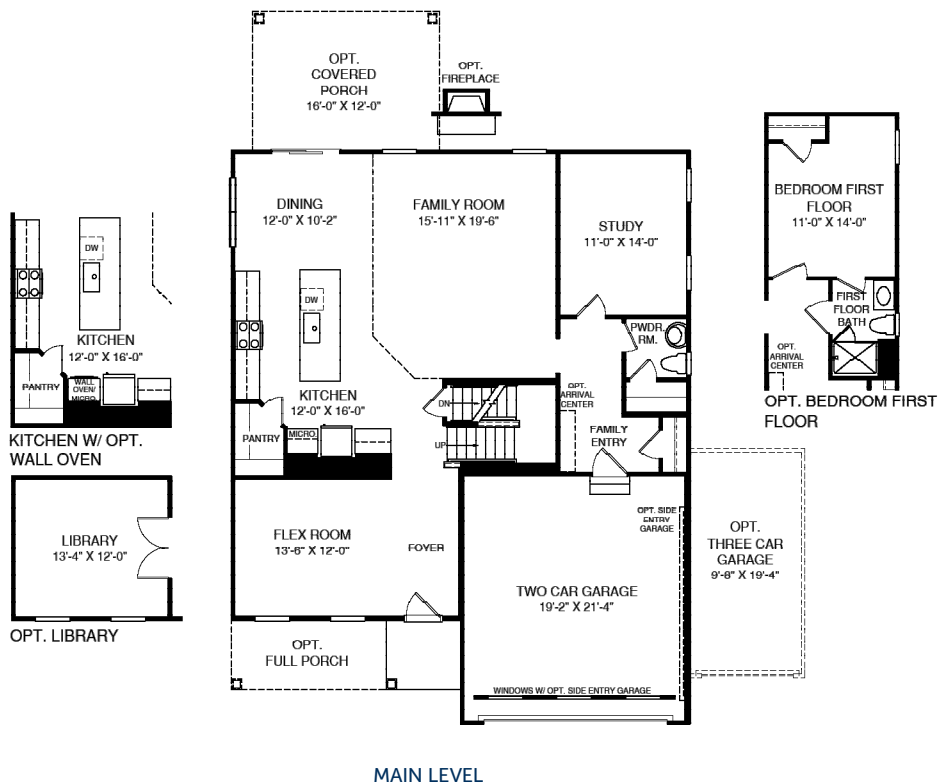 OPT.
COVERED
PORCH
16'-0" X 12'-0"
OPT.
FIREPLACE
DINING
12'-0" X 10'-2"
FAMILY ROOM
15'-11" X 19'-6"
STUDY
11'-0" X 14'-0"
BEDROOM FIRST
FLOOR
11'-0" X 14'-0"
FIRST
FLOOR
BATH
OPT.
ARRIVAL
CENTER
OPT. BEDROOM FIRST
FLOOR
DW
KITCHEN
12'-0" X 16'-0"
PANTRY
WALL
OVEN/
MICRO.
KITCHEN W/ OPT.
WALL OVEN
DW
KITCHEN
12'-0" X 16'-0"
PANTRY
MICRO.
DN
UP
PWDR.
RM.
OPT.
ARRIVAL
CENTER
FAMILY
ENTRY
LIBRARY
13'-4" X 12'-0"
OPT. LIBRARY
FLEX ROOM
13'-6" X 12'-0"
FOYER
OPT. SIDE
ENTRY
GARAGE
TWO CAR GARAGE
19'-2" X 21'-4"
OPT.
THREE CAR
GARAGE
9'-8" X 19'-4"
OPT.
FULL PORCH
WINDOWS W/ OPT. SIDE ENTRY GARAGE
MAIN LEVEL